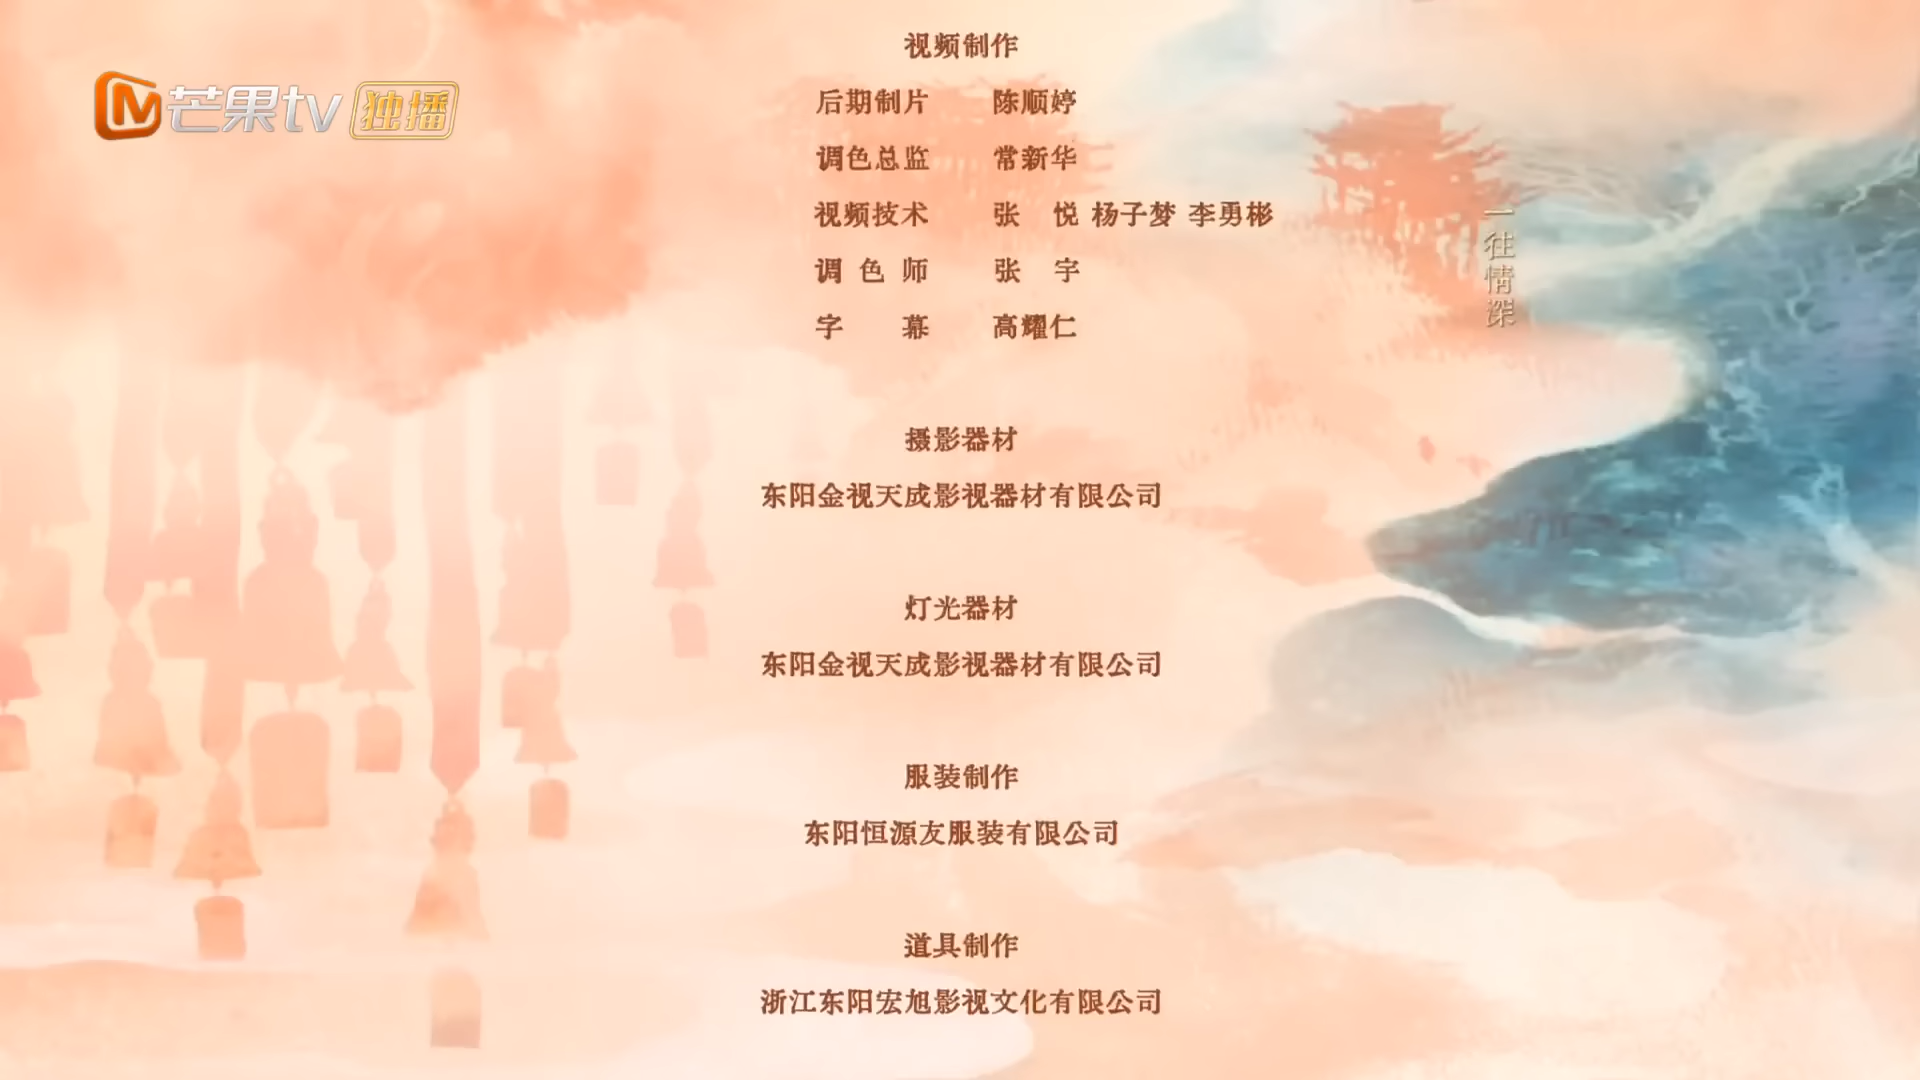 芒果tv 独播
视频制作
后期制片 陈顺婷
调色总监 常新华
视频技术 张 悦 杨子梦 李勇彬
调 色 师 张 宇
字 幕 高耀仁
一往情深
摄影器材
东阳金视天成影视器材有限公司
灯光器材
东阳金视天成影视器材有限公司
服装制作
东阳恒源友服装有限公司
道具制作
浙江东阳宏旭影视文化有限公司